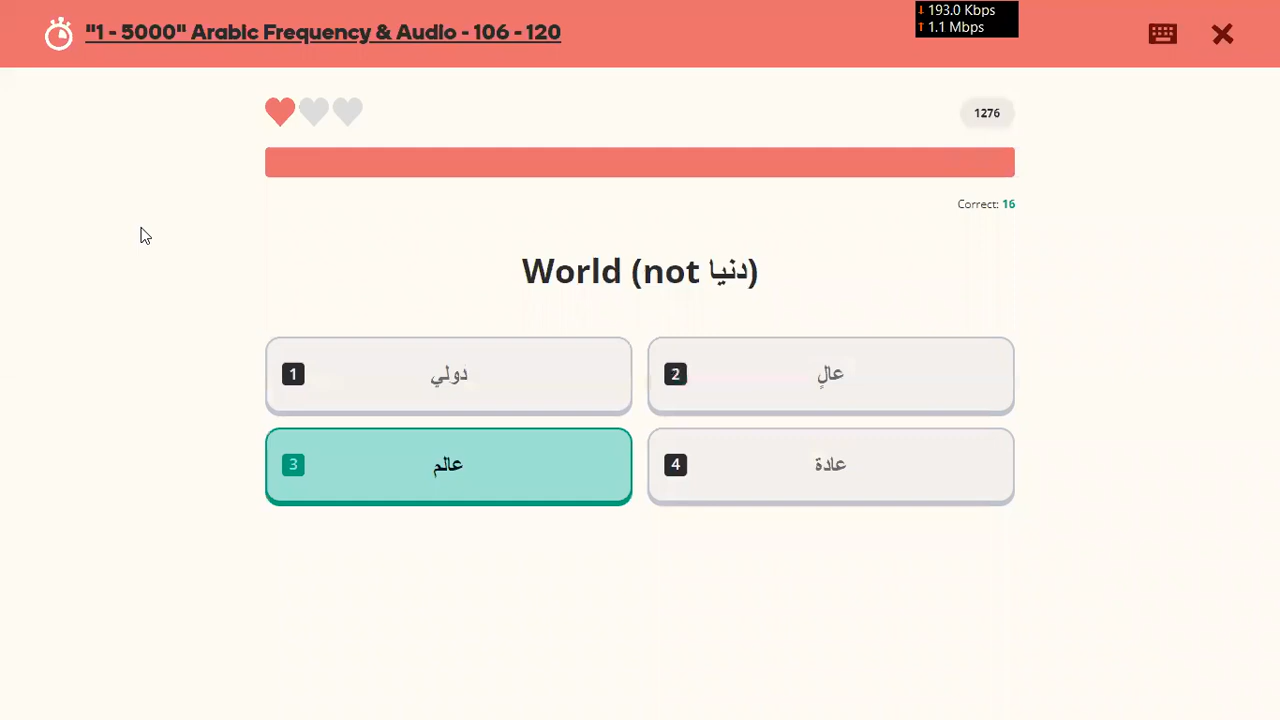 "1 - 5000" Arabic Frequency & Audio - 106 - 120
↓ 193.0 Kbps
↑ 1.1 Mbps
1276
Correct: 16
World (not دنيا)
1 دولي
2 عالٍ
3 عالم
4 عادة